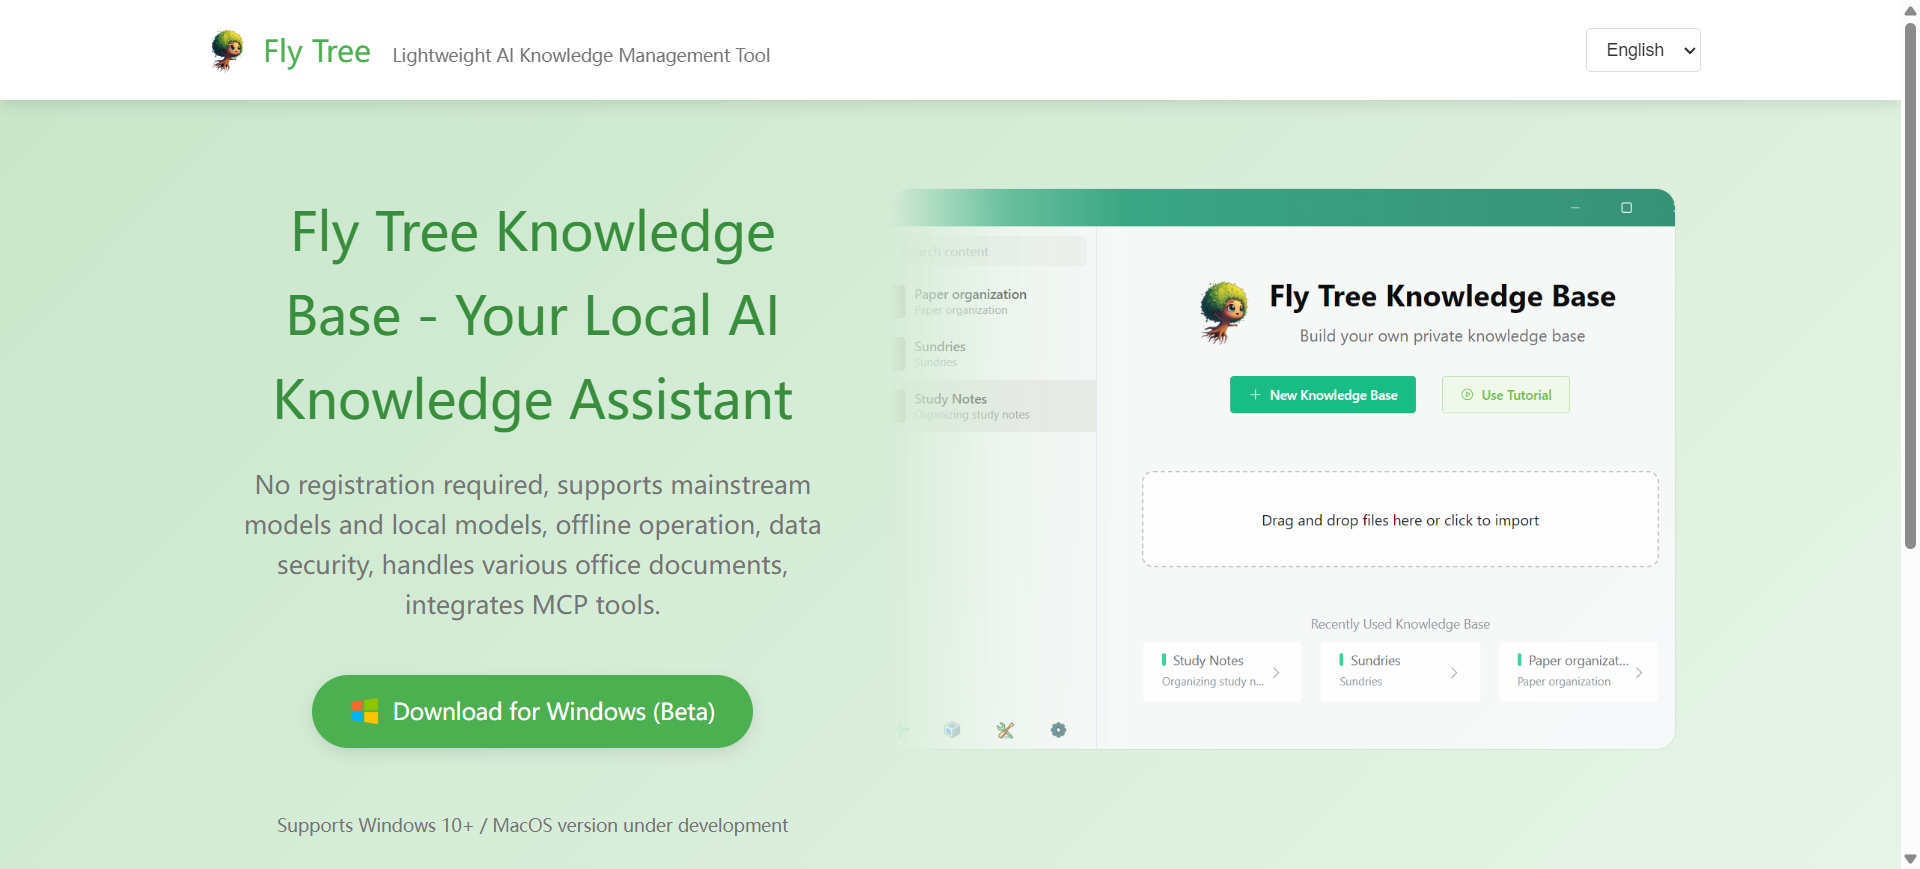 Fly Tree
Lightweight AI Knowledge Management Tool
English
Fly Tree Knowledge
Base - Your Local AI
Knowledge Assistant
No registration required, supports mainstream
models and local models, offline operation, data
security, handles various office documents,
integrates MCP tools.
Download for Windows (Beta)
Supports Windows 10+ / MacOS version under development
Search content
Paper organization
Paper organization
Sundries
Sundries
Study Notes
Organizing study notes
Fly Tree Knowledge Base
Build your own private knowledge base
New Knowledge Base
Use Tutorial
Drag and drop files here or click to import
Recently Used Knowledge Base
Study Notes
Organizing study n...
Sundries
Sundries
Paper organizat...
Paper organization